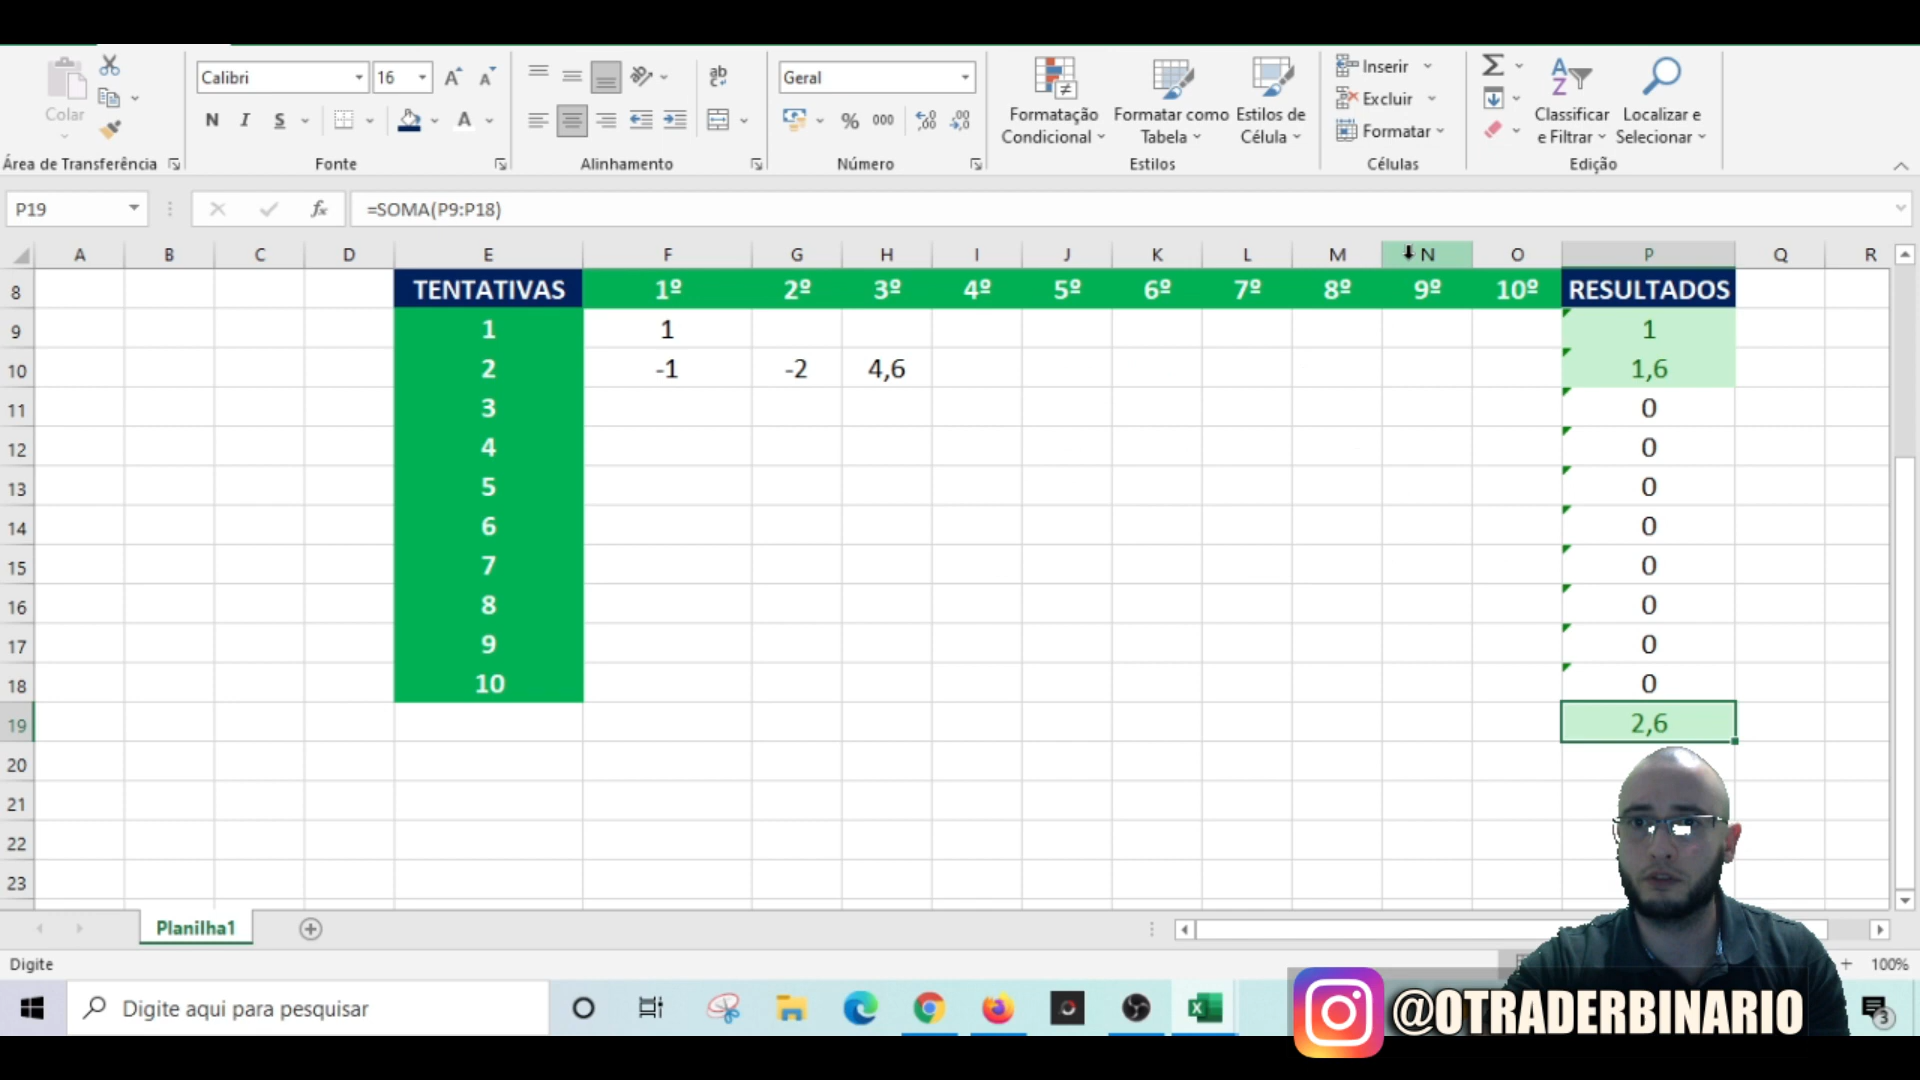 Colar
Área de Transferência
Calibri
16
N I S
Fonte
ab
Alinhamento
Geral
% 000
Número
Formatação Condicional
Formatar como Tabela
Estilos de Célula
Estilos
Inserir
Excluir
Formatar
Células
Classificar e Filtrar
Localizar e Selecionar
Edição
P19
fx
=SOMA(P9:P18)
A B C D E F G H I J K L M N O P Q R
8 TENTATIVAS 1º 2º 3º 4º 5º 6º 7º 8º 9º 10º RESULTADOS
9 1 1 1
10 2 -1 -2 4,6 1,6
11 3 0
12 4 0
13 5 0
14 6 0
15 7 0
16 8 0
17 9 0
18 10 0
19 2,6
20
21
22
23
Planilha1
Digite
100%
Digite aqui para pesquisar
@OTRADERBINARIO
3